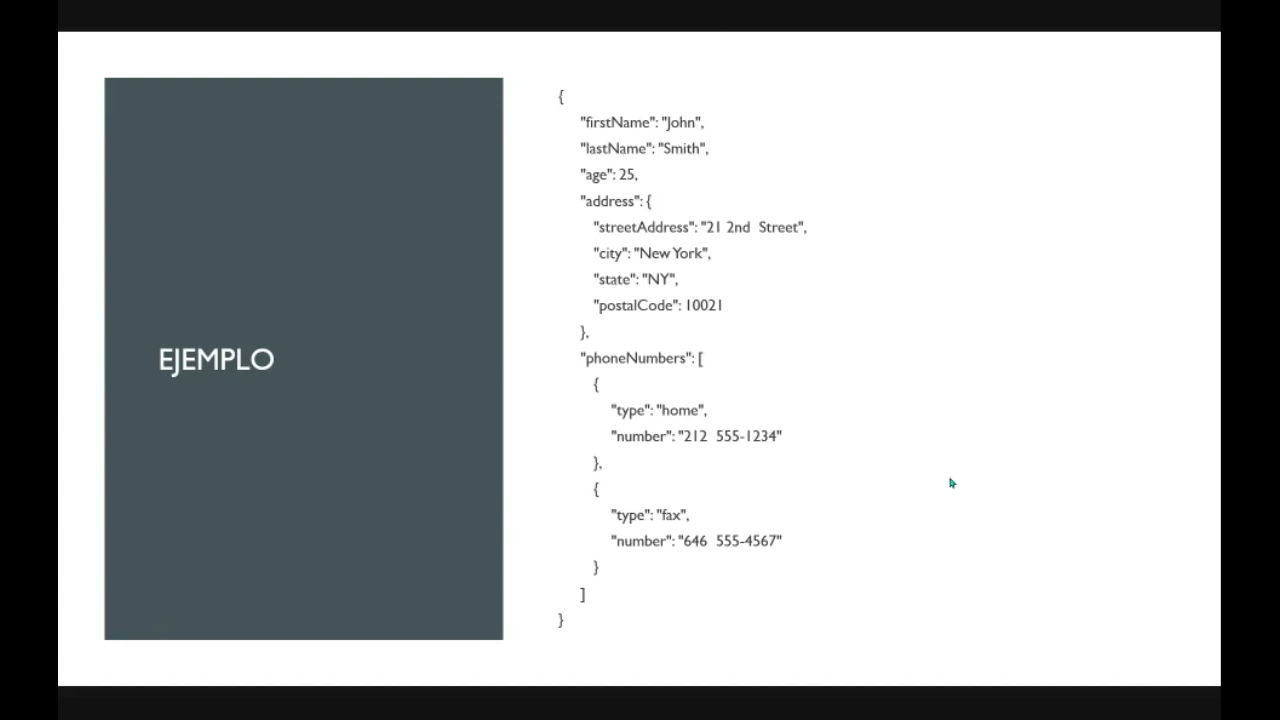 EJEMPLO
{
"firstName": "John",
"lastName": "Smith",
"age": 25,
"address": {
"streetAddress": "21 2nd  Street",
"city": "New York",
"state": "NY",
"postalCode": 10021
},
"phoneNumbers": [
{
"type": "home",
"number": "212  555-1234"
},
{
"type": "fax",
"number": "646  555-4567"
}
]
}